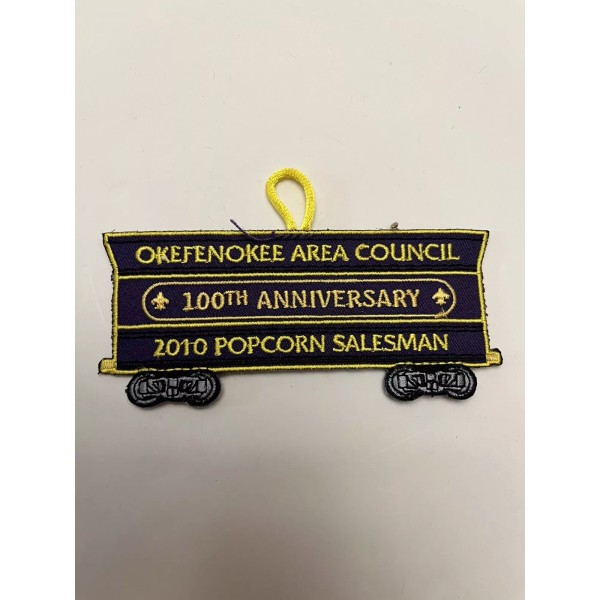 OKEFENOKEE AREA COUNCIL
100TH ANNIVERSARY
2010 POPCORN SALESMAN